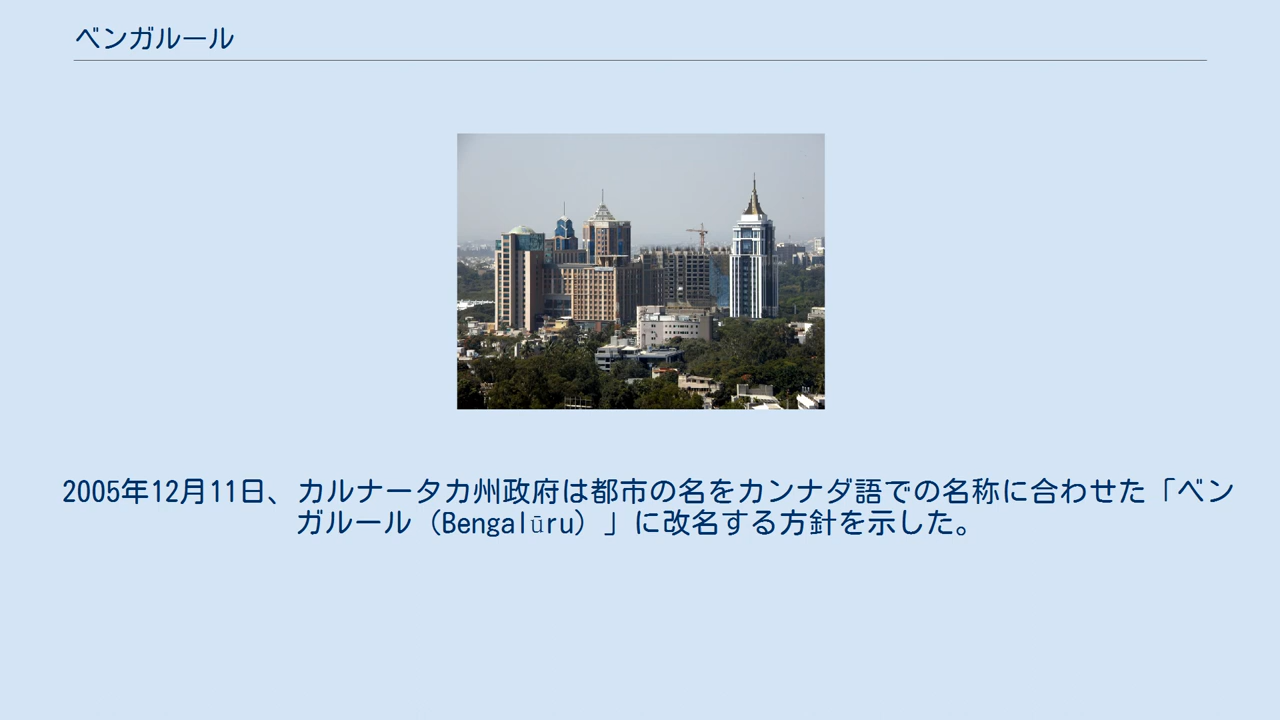 ベンガルール
2005年12月11日、カルナータカ州政府は都市の名をカンナダ語での名称に合わせた「ベン
ガルール（Bengalūru）」に改名する方針を示した。